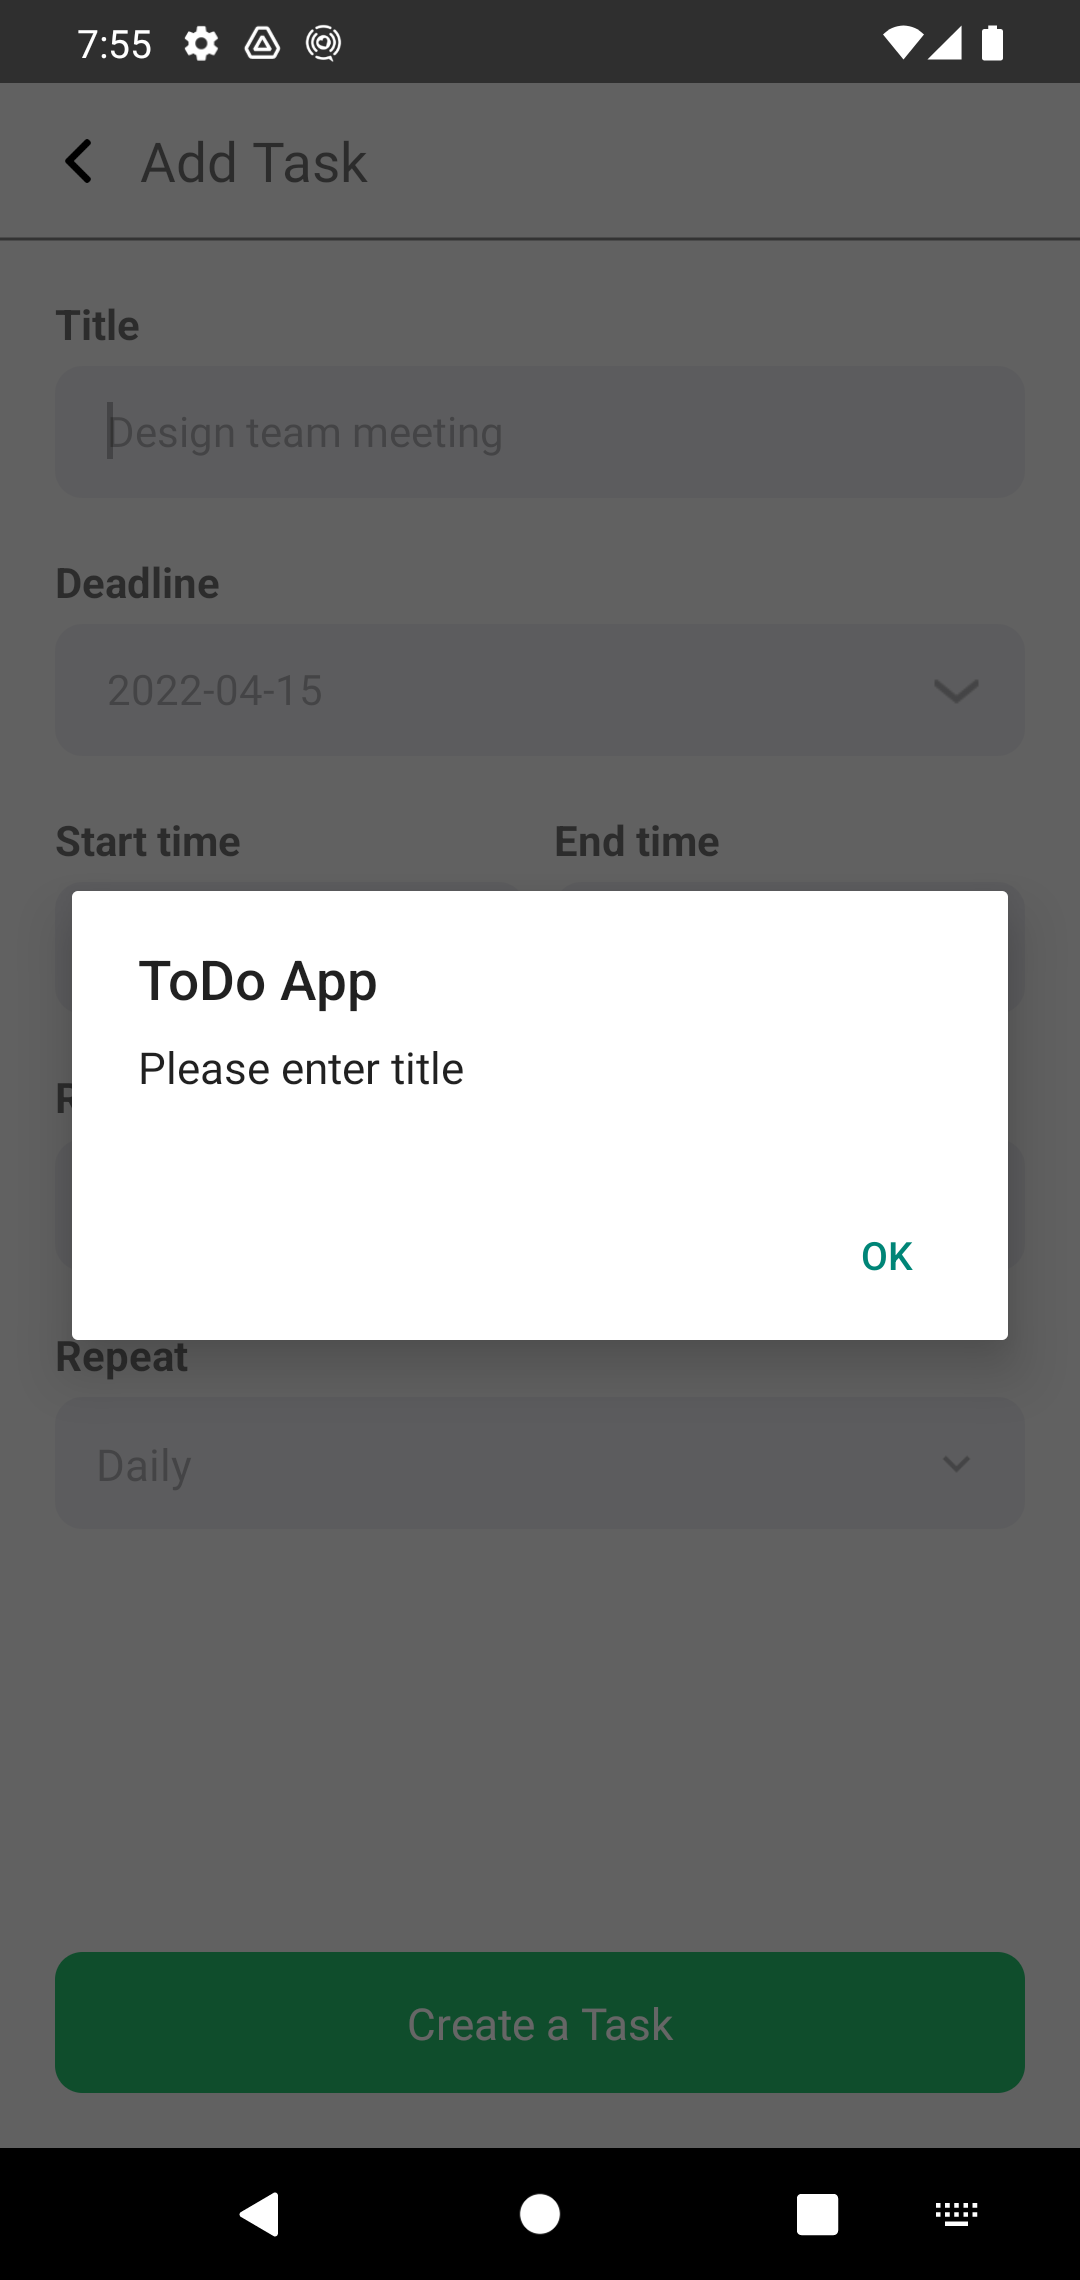 7:55
Add Task
Title
Design team meeting
Deadline
2022-04-15
Start time End time
ToDo App
Please enter title
OK
Repeat
Daily
Create a Task